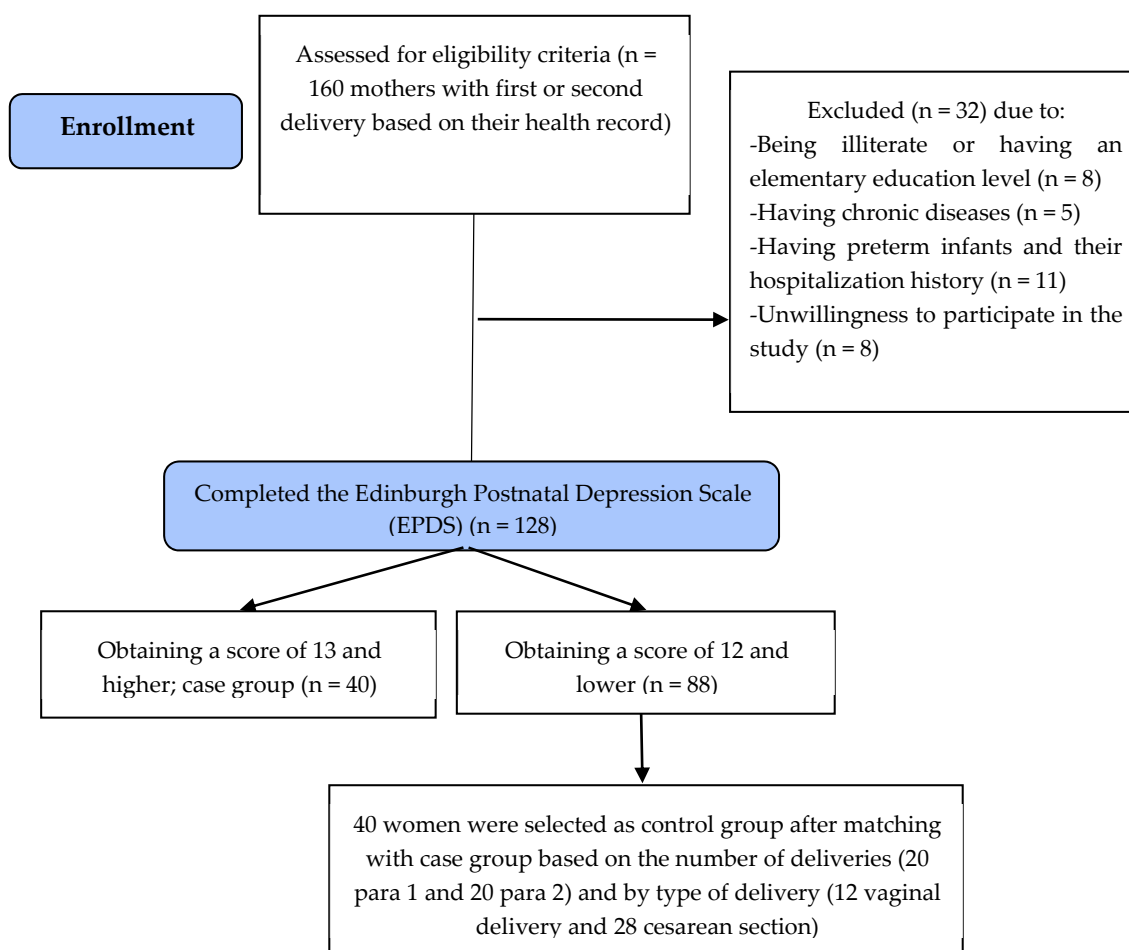 Assessed for eligibility criteria (n =
160 mothers with first or second
delivery based on their health record)
Enrollment
Excluded (n = 32) due to:
-Being illiterate or having an
elementary education level (n = 8)
-Having chronic diseases (n = 5)
-Having preterm infants and their
hospitalization history (n = 11)
-Unwillingness to participate in the
study (n = 8)
Completed the Edinburgh Postnatal Depression Scale
(EPDS) (n = 128)
Obtaining a score of 13 and
higher; case group (n = 40)
Obtaining a score of 12 and
lower (n = 88)
40 women were selected as control group after matching
with case group based on the number of deliveries (20
para 1 and 20 para 2) and by type of delivery (12 vaginal
delivery and 28 cesarean section)